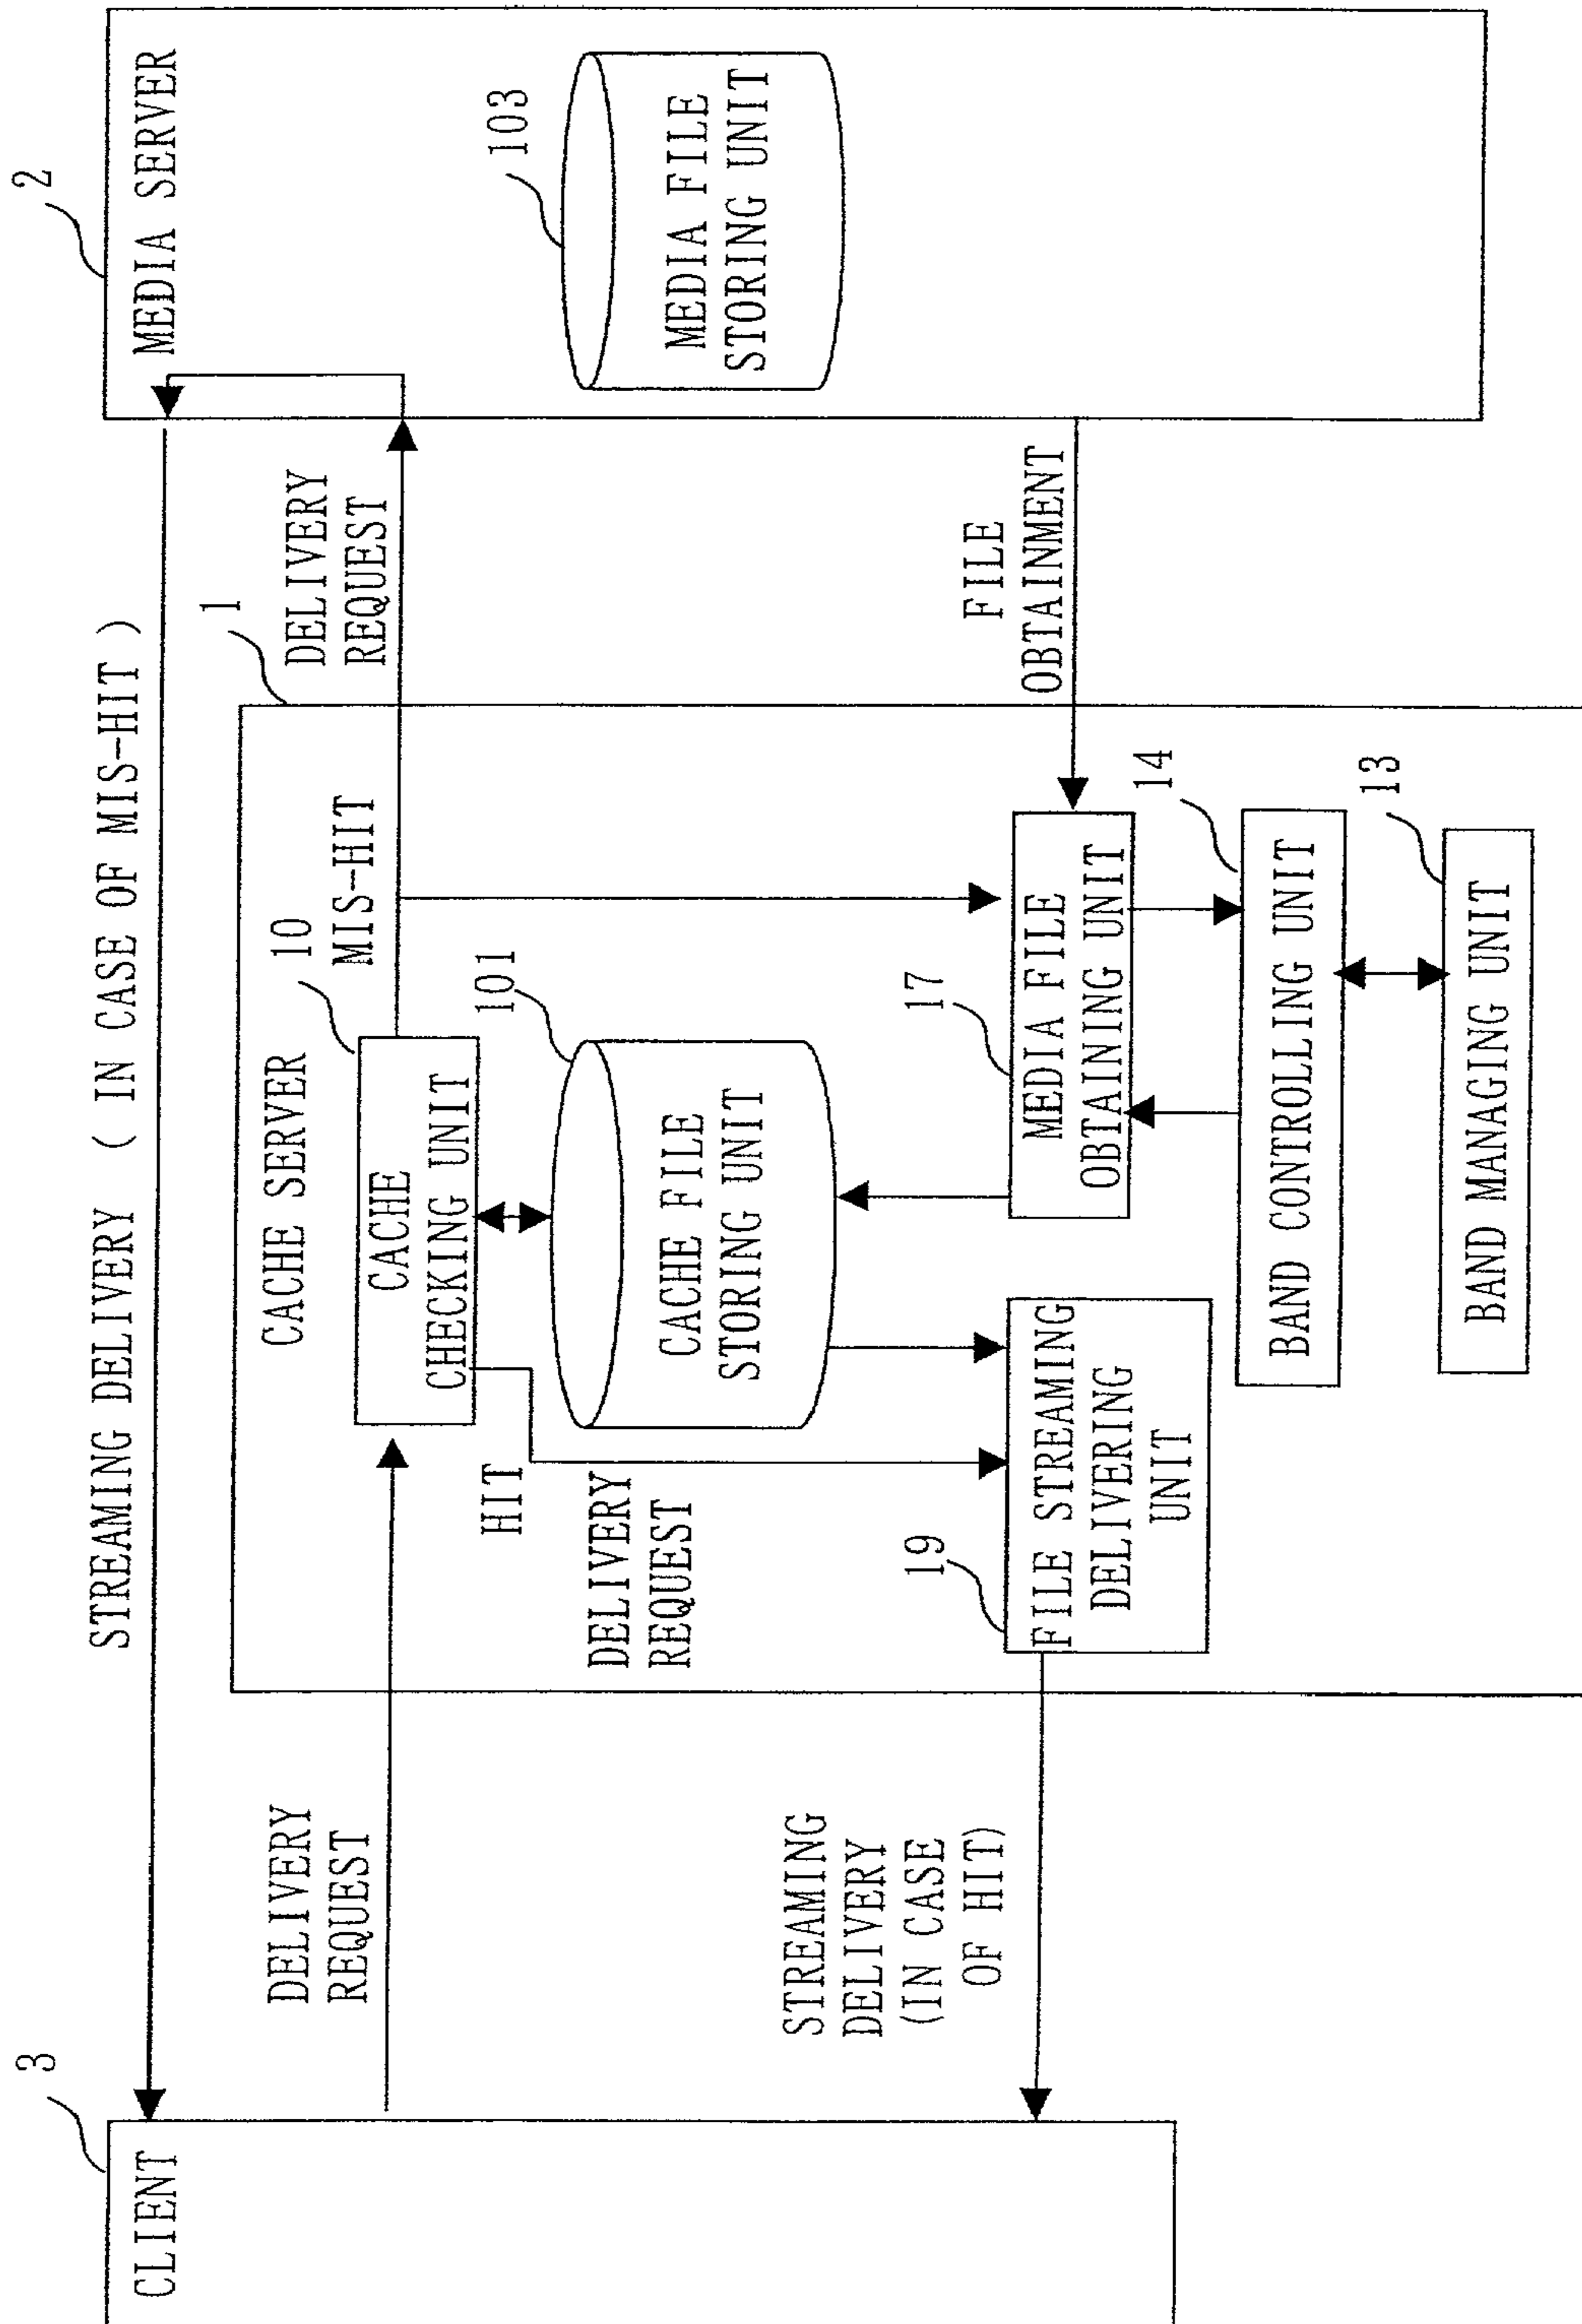 STREAMING DELIVERY ( IN CASE OF MIS-HIT )
3
CLIENT
DELIVERY
REQUEST
STREAMING
DELIVERY
(IN CASE
OF HIT)
1
CACHE SERVER
10
CACHE
CHECKING UNIT
MIS-HIT
HIT
DELIVERY
REQUEST
101
CACHE FILE
STORING UNIT
19
FILE STREAMING
DELIVERING
UNIT
17
MEDIA FILE
OBTAINING UNIT
14
BAND CONTROLLING UNIT
13
BAND MANAGING UNIT
DELIVERY
REQUEST
FILE
OBTAINMENT
2
MEDIA SERVER
103
MEDIA FILE
STORING UNIT